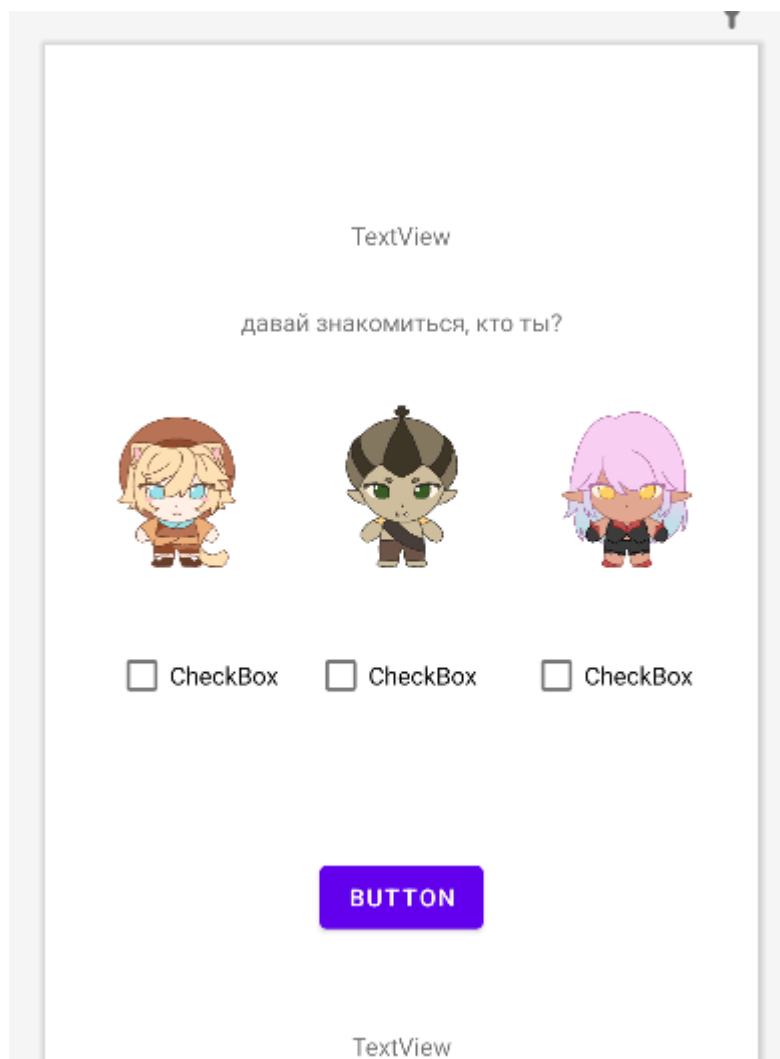 TextView
давай знакомиться, кто ты?
CheckBox CheckBox CheckBox
BUTTON
TextView